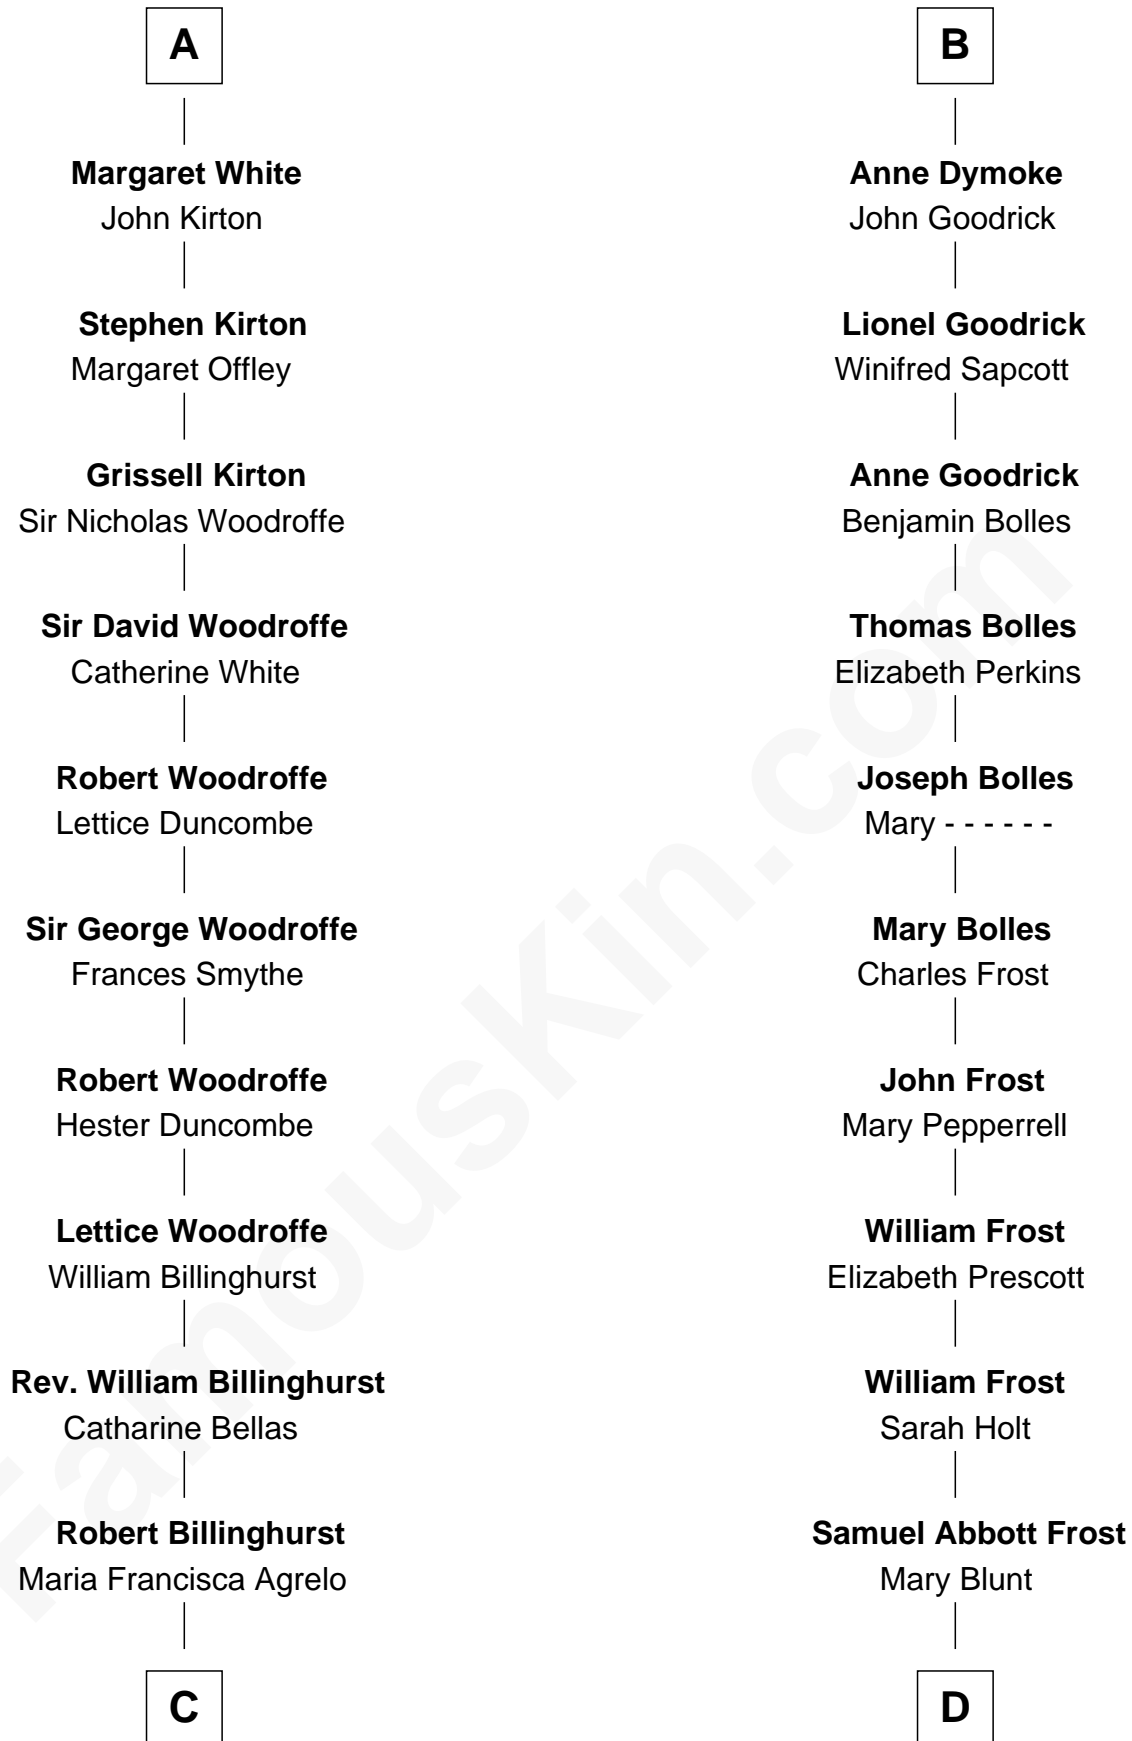 A
Margaret White
John Kirton
Stephen Kirton
Margaret Offley
Grissell Kirton
Sir Nicholas Woodroffe
Sir David Woodroffe
Catherine White
Robert Woodroffe
Lettice Duncombe
Sir George Woodroffe
Frances Smythe
Robert Woodroffe
Hester Duncombe
Lettice Woodroffe
William Billinghurst
Rev. William Billinghurst
Catharine Bellas
Robert Billinghurst
Maria Francisca Agrelo
C
B
Anne Dymoke
John Goodrick
Lionel Goodrick
Winifred Sapcott
Anne Goodrick
Benjamin Bolles
Thomas Bolles
Elizabeth Perkins
Joseph Bolles
Mary - - - - - -
Mary Bolles
Charles Frost
John Frost
Mary Pepperrell
William Frost
Elizabeth Prescott
William Frost
Sarah Holt
Samuel Abbott Frost
Mary Blunt
D
FamousKin.com